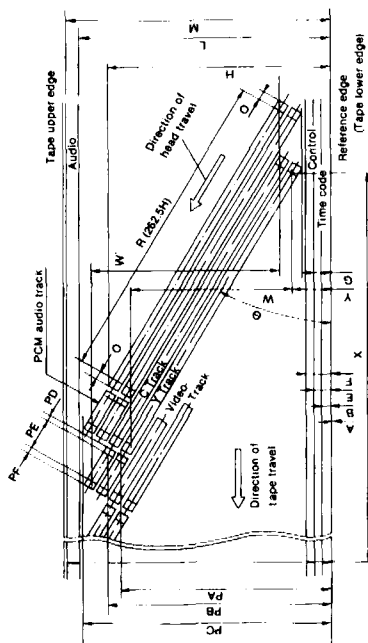 Tape upper edge
Audio
M
L
H
PCM audio track
W'
R (262.5H)
Direction of
head travel
O
PF
PE
PD
O
C Track
Y Track
Video
Track
W
Θ
Control
Time code
Reference edge
(Tape lower edge)
Direction of
tape travel
X
G
Y
F
E
B
A
PA
PB
PC